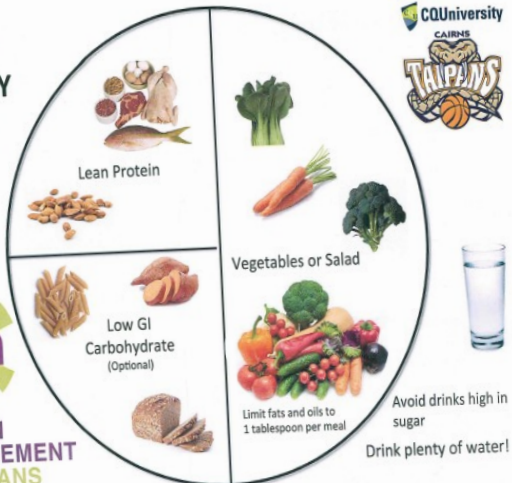 CQUniversity
CAIRNS
TAIPANS
Y
Lean Protein
Vegetables or Salad
Low GI
Carbohydrate
(Optional)
Limit fats and oils to
1 tablespoon per meal
Avoid drinks high in
sugar
Drink plenty of water!
EMENT
ANS